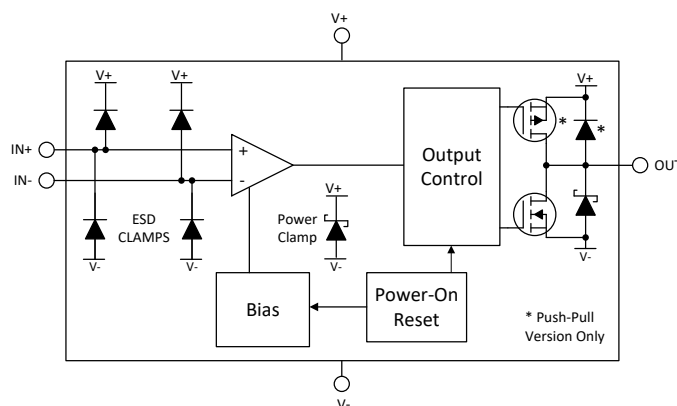 V+
V+
V+
V+
*
*
IN+
IN-
+
-
Output
Control
OUT
ESD
CLAMPS
V+
Power
Clamp
V-
V-
V-
V-
Bias
Power-On
Reset
* Push-Pull
Version Only
V-